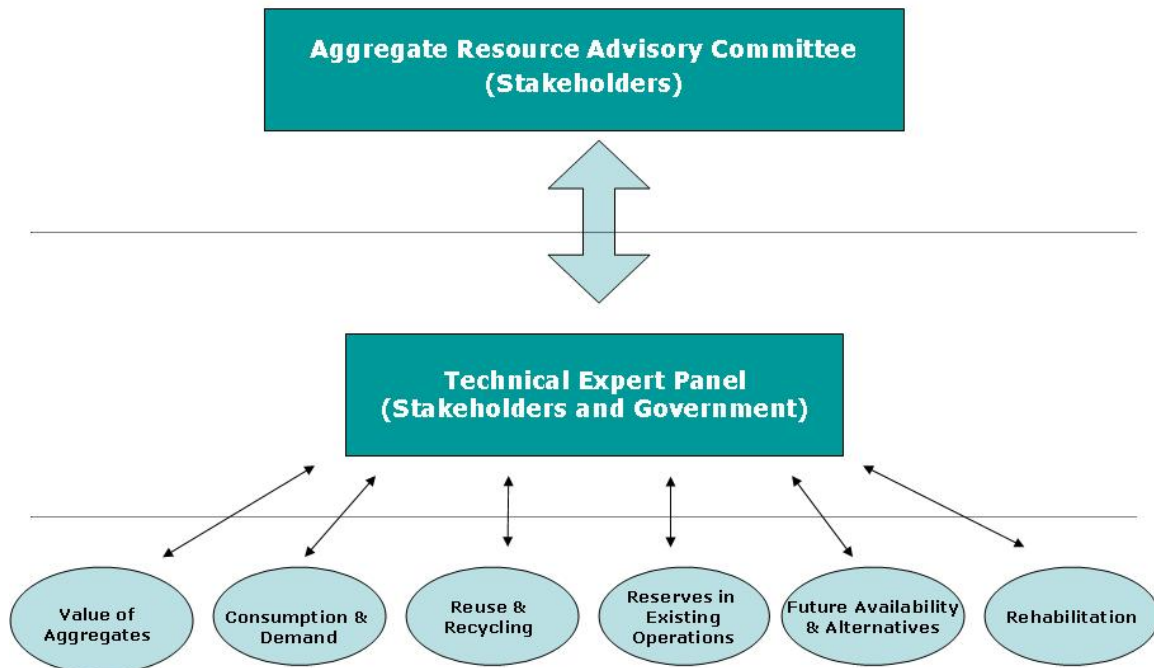 Aggregate Resource Advisory Committee
(Stakeholders)
Technical Expert Panel
(Stakeholders and Government)
Value of
Aggregates
Consumption &
Demand
Reuse &
Recycling
Reserves in
Existing
Operations
Future Availability
& Alternatives
Rehabilitation